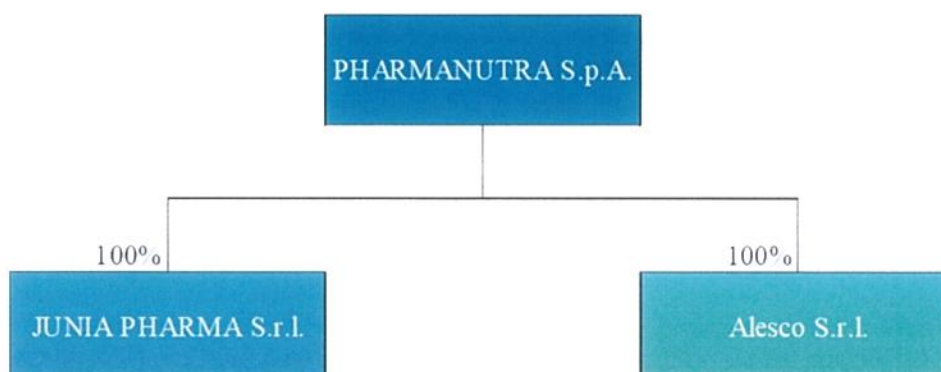 PHARMANUTRA S.p.A.
100%
100%
JUNIA PHARMA S.r.l.
Alesco S.r.l.